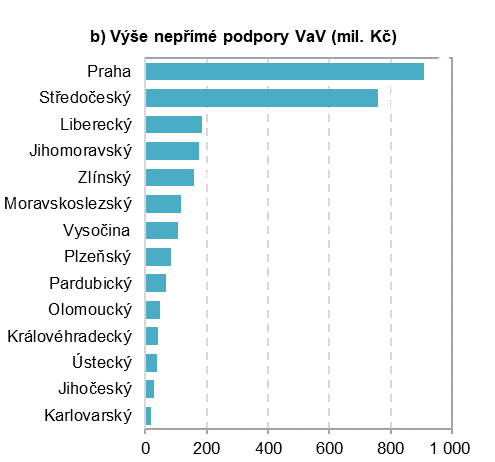 b) Výše nepřímé podpory VaV (mil. Kč)
Praha
Středočeský
Liberecký
Jihomoravský
Zlínský
Moravskoslezský
Vysočina
Plzeňský
Pardubický
Olomoucký
Královéhradecký
Ústecký
Jihočeský
Karlovarský
0 200 400 600 800 1 000